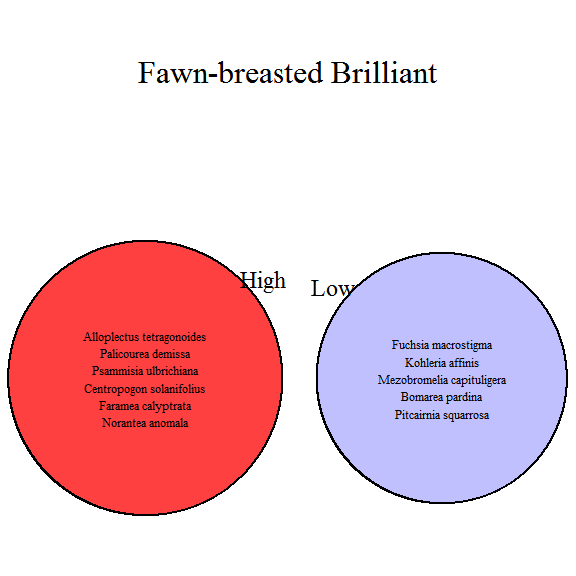 Fawn-breasted Brilliant
High
Low
Alloplectus tetragonoides
Palicourea demissa
Psammisia ulbrichiana
Centropogon solanifolius
Faramea calyptrata
Norantea anomala
Fuchsia macrostigma
Kohleria affinis
Mezobromelia capituligera
Bomarea pardina
Pitcairnia squarrosa